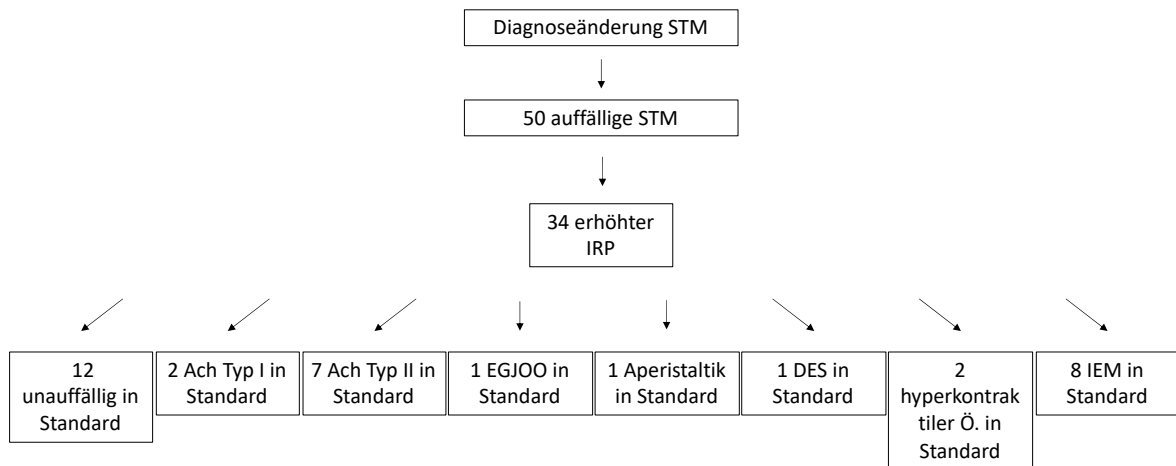 Diagnoseänderung STM
50 auffällige STM
34 erhöhter
IRP
12
unauffällig in
Standard
2 Ach Typ I in
Standard
7 Ach Typ II in
Standard
1 EGJOO in
Standard
1 Aperistaltik
in Standard
1 DES in
Standard
2
hyperkontrak
tiler Ö. in
Standard
8 IEM in
Standard